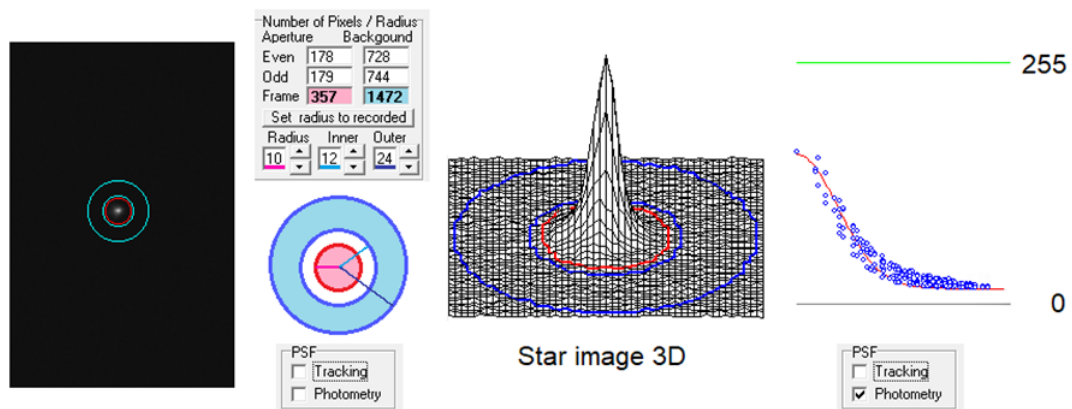 Number of Pixels / Radius
Aperture Backgound
Even 178 728
Odd 179 744
Frame 357 1472
Set radius to recorded
Radius Inner Outer
10 12 24
PSF
Tracking
Photometry
Star image 3D
255
0
PSF
Tracking
Photometry